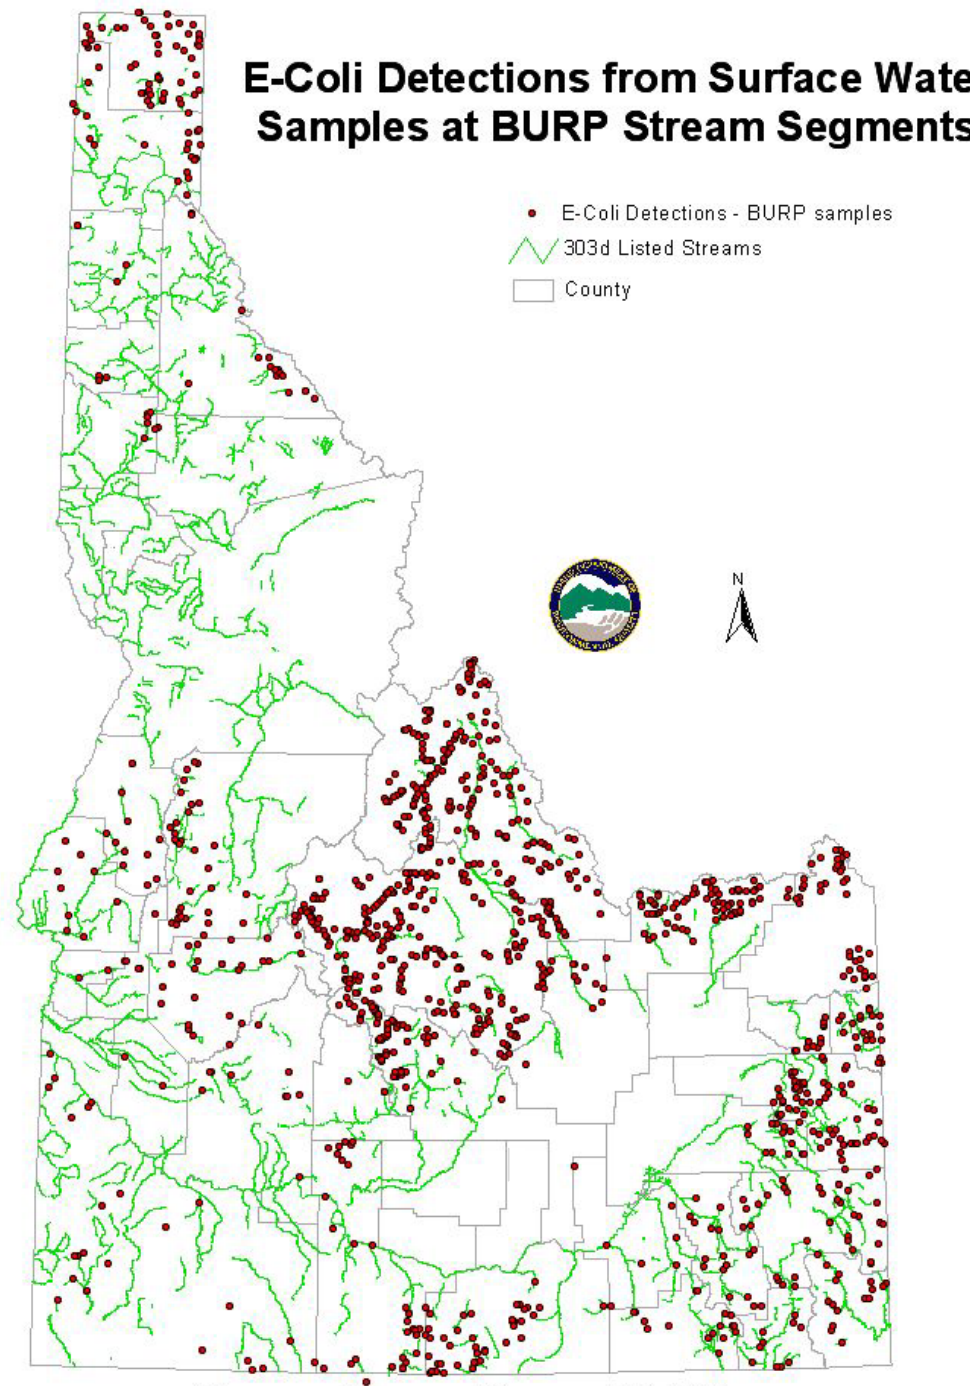 E-Coli Detections from Surface Wate
Samples at BURP Stream Segments
E-Coli Detections - BURP samples
303d Listed Streams
County
N